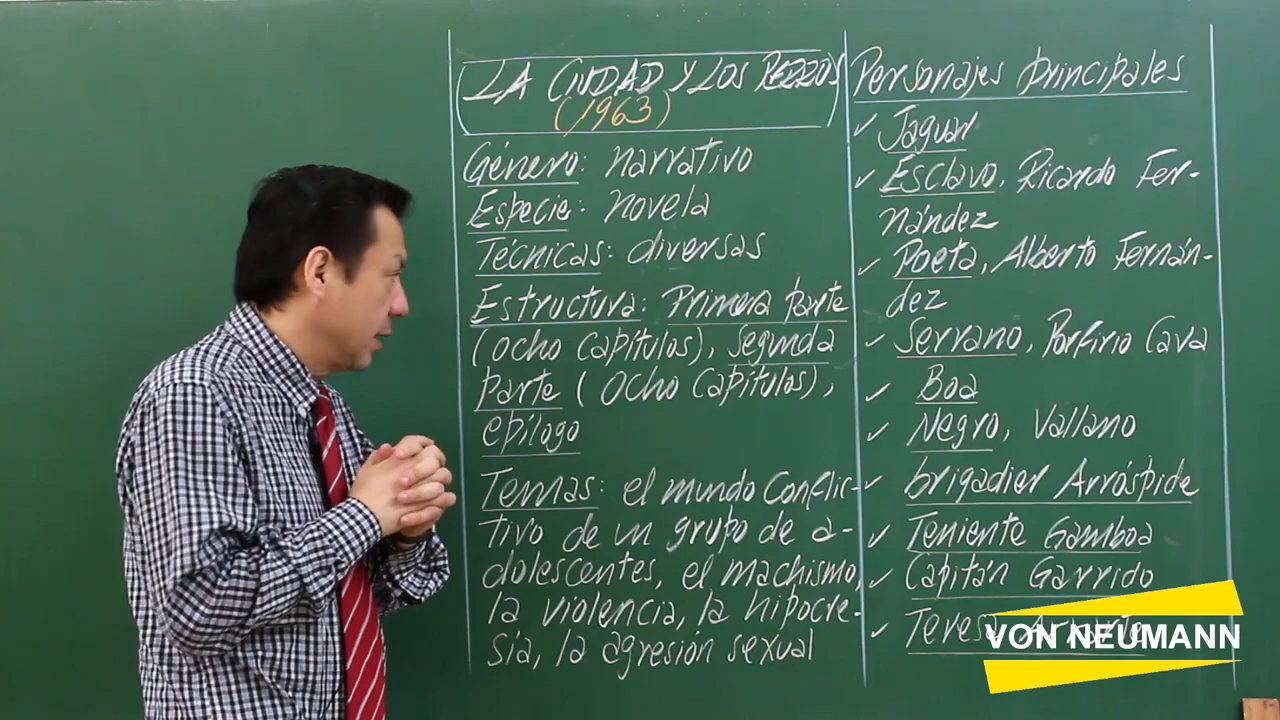 LA CIUDAD Y LOS PERROS
(1963)
Género: narrativo
Especie: novela
Técnicas: diversas
Estructura: Primera parte
(ocho capítulos), segunda
parte (ocho capítulos),
epílogo
Temas: el mundo conflic-
tivo de un grupo de a-
dolescentes, el machismo,
la violencia, la hipocre-
sía, la agresión sexual
Personajes principales
✓ Jaguar
✓ Esclavo, Ricardo Fer-
nández
✓ Poeta, Alberto Fernán-
dez
✓ Serrano, Porfirio Cava
✓ Boa
✓ Negro, Vallano
✓ brigadier Arróspide
✓ Teniente Gamboa
✓ Capitán Garrido
✓ Teresa
VON NEUMANN